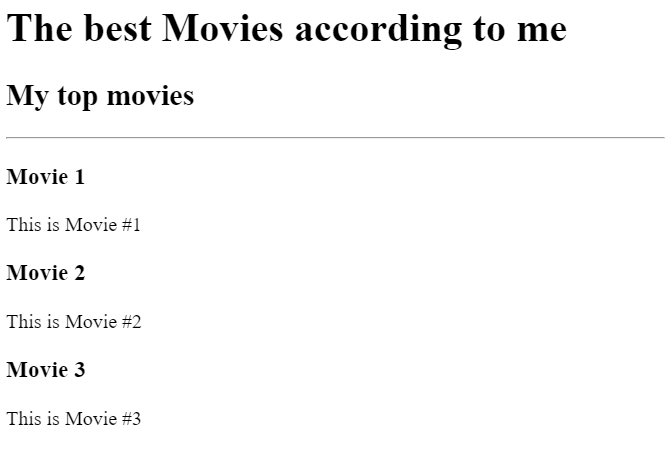 The best Movies according to me
My top movies
Movie 1
This is Movie #1
Movie 2
This is Movie #2
Movie 3
This is Movie #3